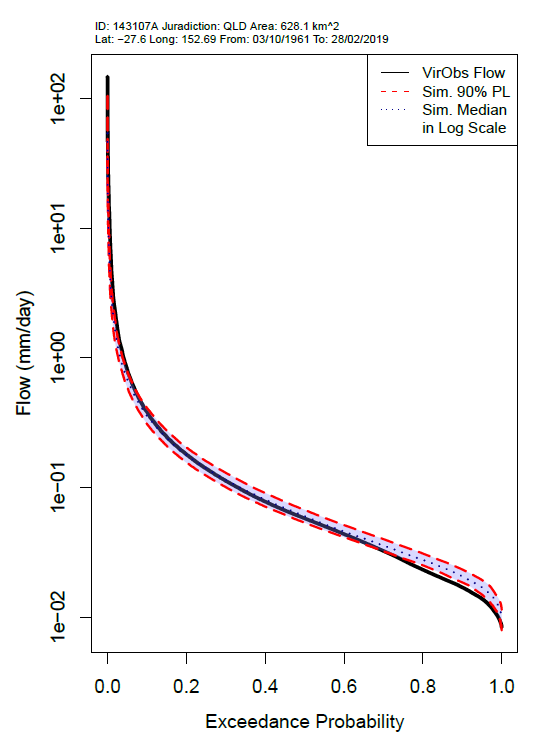 ID: 143107A Juradiction: QLD Area: 628.1 km^2
Lat: −27.6 Long: 152.69 From: 03/10/1961 To: 28/02/2019
VirObs Flow
Sim. 90% PL
Sim. Median
in Log Scale
1e+02
1e+01
1e+00
1e−01
1e−02
Flow (mm/day)
0.0 0.2 0.4 0.6 0.8 1.0
Exceedance Probability